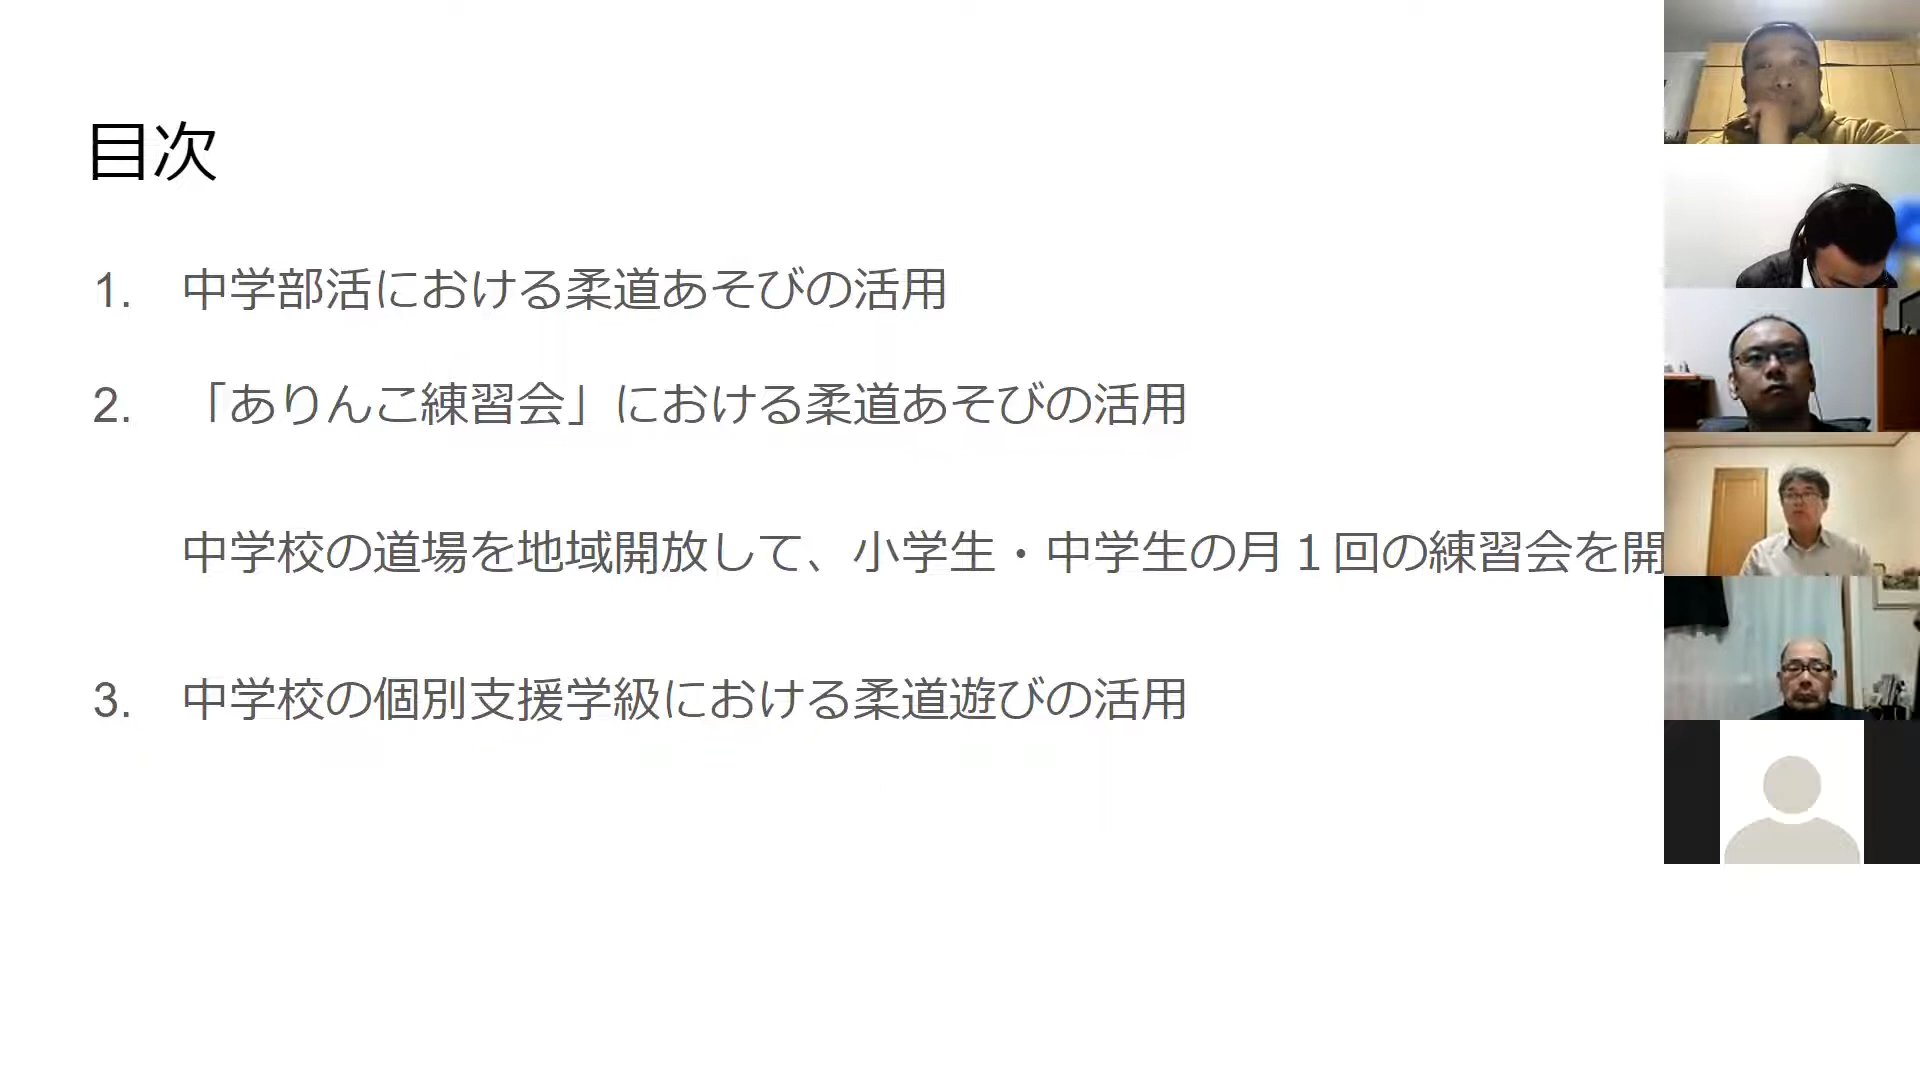 目次
1. 中学部活における柔道あそびの活用
2. 「ありんこ練習会」における柔道あそびの活用
中学校の道場を地域開放して、小学生・中学生の月１回の練習会を開
3. 中学校の個別支援学級における柔道遊びの活用